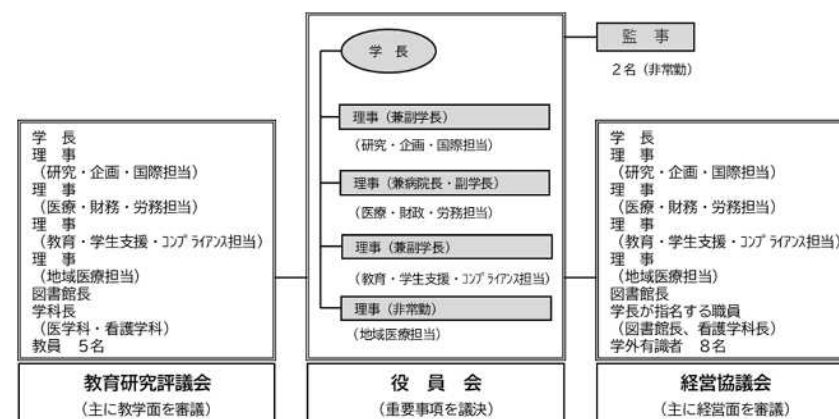 学 長
監 事
2名（非常勤）
理事（兼副学長）
（研究・企画・国際担当）
理事（兼病院長・副学長）
（医療・財政・労務担当）
理事（兼副学長）
（教育・学生支援・コンプライアンス担当）
理事（非常勤）
（地域医療担当）
学 長
理 事
（研究・企画・国際担当）
理 事
（医療・財務・労務担当）
理 事
（教育・学生支援・コンプライアンス担当）
理 事
（地域医療担当）
図書館長
学科長
（医学科・看護学科）
教員 5名
学 長
理 事
（研究・企画・国際担当）
理 事
（医療・財務・労務担当）
理 事
（教育・学生支援・コンプライアンス担当）
理 事
（地域医療担当）
図書館長
学長が指名する職員
（図書館長、看護学科長）
学外有識者 8名
教育研究評議会
（主に教学面を審議）
役 員 会
（重要事項を議決）
経営協議会
（主に経営面を審議）